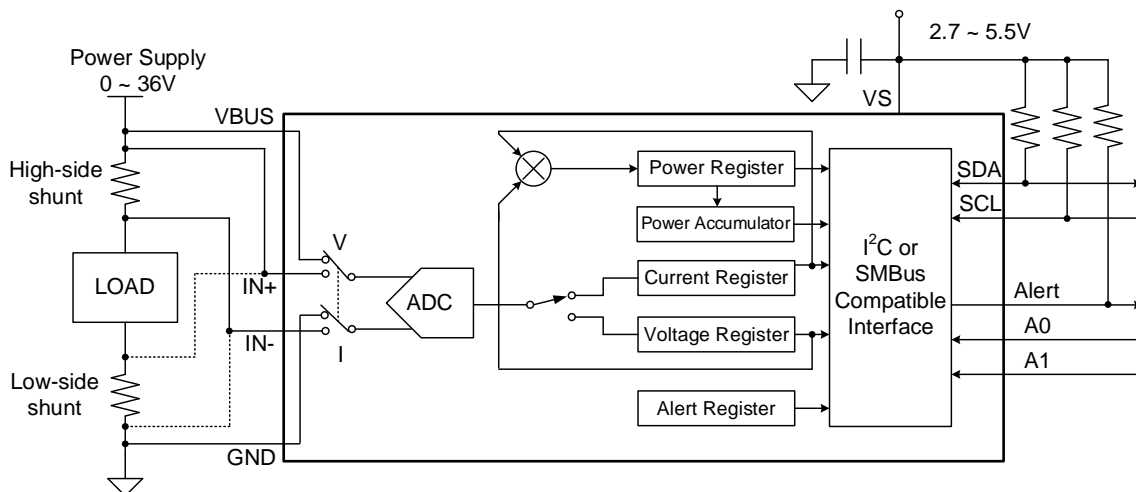 Power Supply
0 ~ 36V
2.7 ~ 5.5V
VS
VBUS
High-side
shunt
Power Register
SDA
Power Accumulator
SCL
V
I²C or
SMBus
Compatible
Interface
LOAD
IN+
ADC
Current Register
Alert
IN-
I
Voltage Register
A0
A1
Low-side
shunt
Alert Register
GND